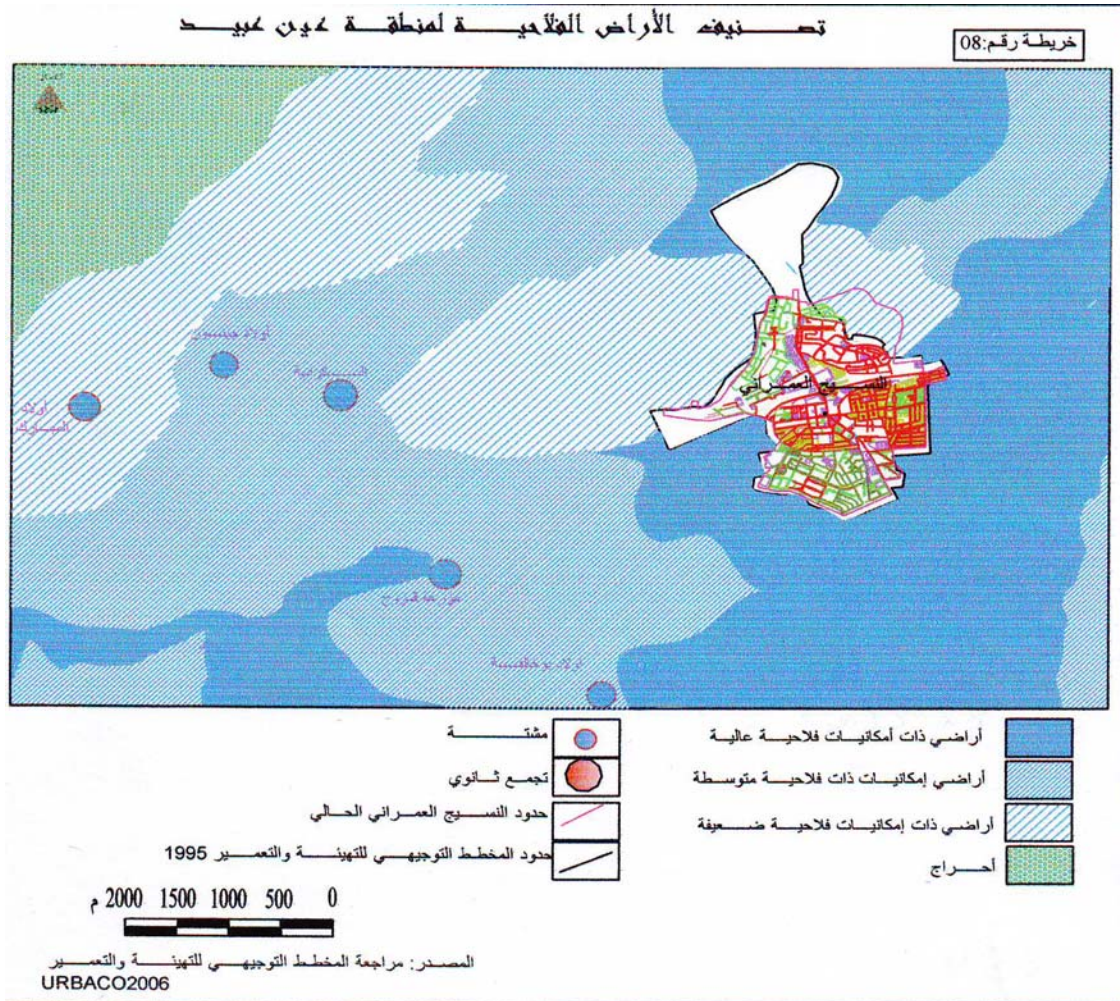 تصنيف الأراض الفلاحية لمنطقة عين عبيد
خريطة رقم:08
أولاد
النسيج العمراني
أراضي ذات أمكانيات فلاحية عالية
أراضي إمكانيات ذات فلاحية متوسطة
أراضي ذات إمكانيات فلاحية ضعيفة
أحراج
مشتة
تجمع ثانوي
حدود النسيج العمراني الحالي
حدود المخطط التوجيهي للتهيئة والتعمير 1995
2000 1500 1000 500 0 م
المصدر: مراجعة المخطط التوجيهي للتهيئة والتعمير
URBACO2006